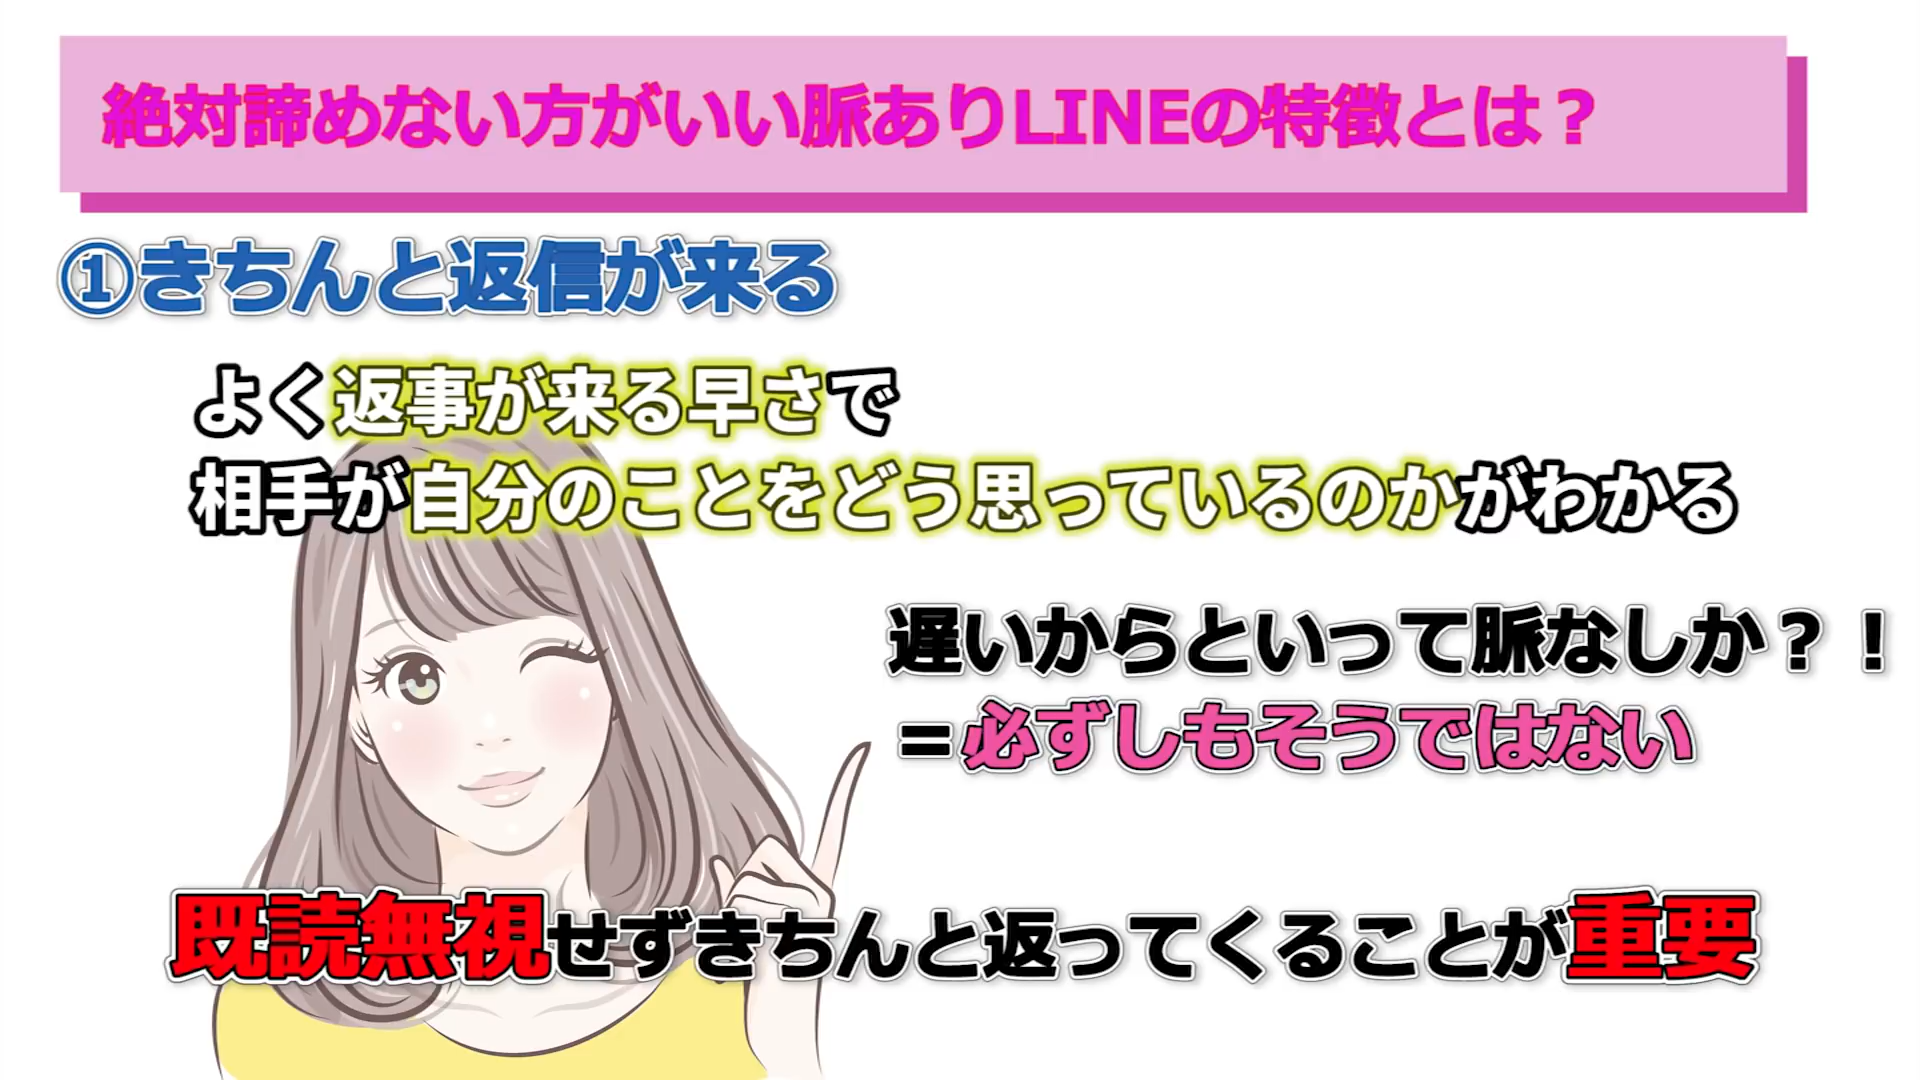 絶対諦めない方がいい脈ありLINEの特徴とは？
①きちんと返信が来る
よく返事が来る早さで
相手が自分のことをどう思っているのかがわかる
遅いからといって脈なしか？！
＝必ずしもそうではない
既読無視せずきちんと返ってくることが重要